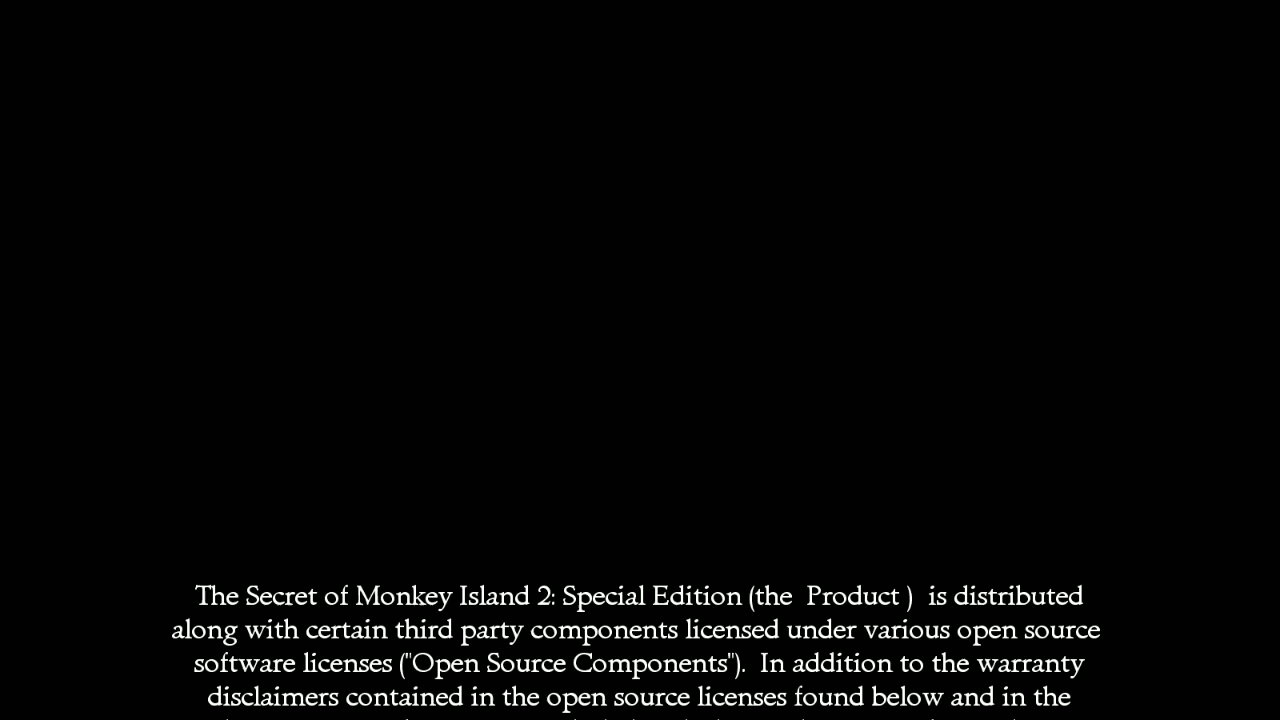 The Secret of Monkey Island 2: Special Edition (the  Product )  is distributed
along with certain third party components licensed under various open source
software licenses ("Open Source Components").  In addition to the warranty
disclaimers contained in the open source licenses found below and in the